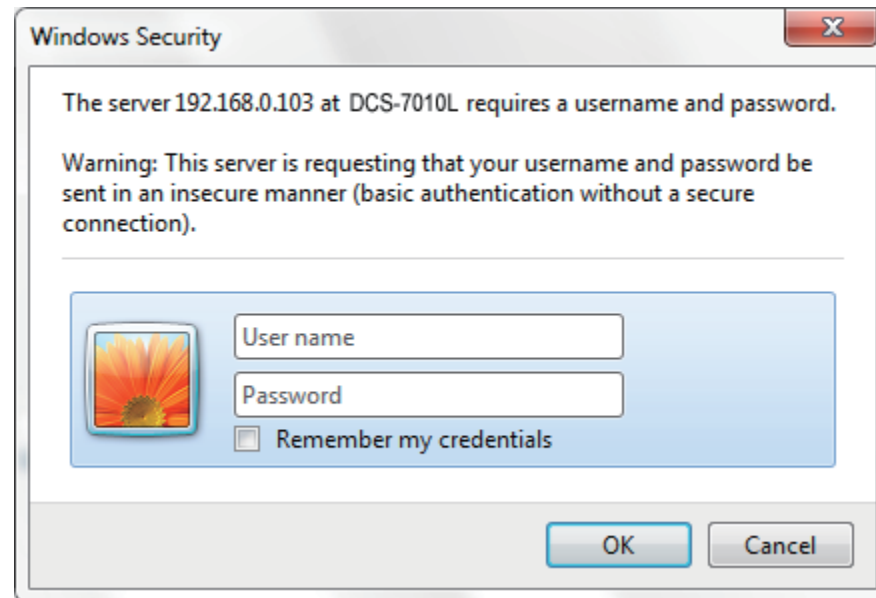 Windows Security
The server 192.168.0.103 at DCS-7010L requires a username and password.
Warning: This server is requesting that your username and password be
sent in an insecure manner (basic authentication without a secure
connection).
User name
Password
Remember my credentials
OK
Cancel